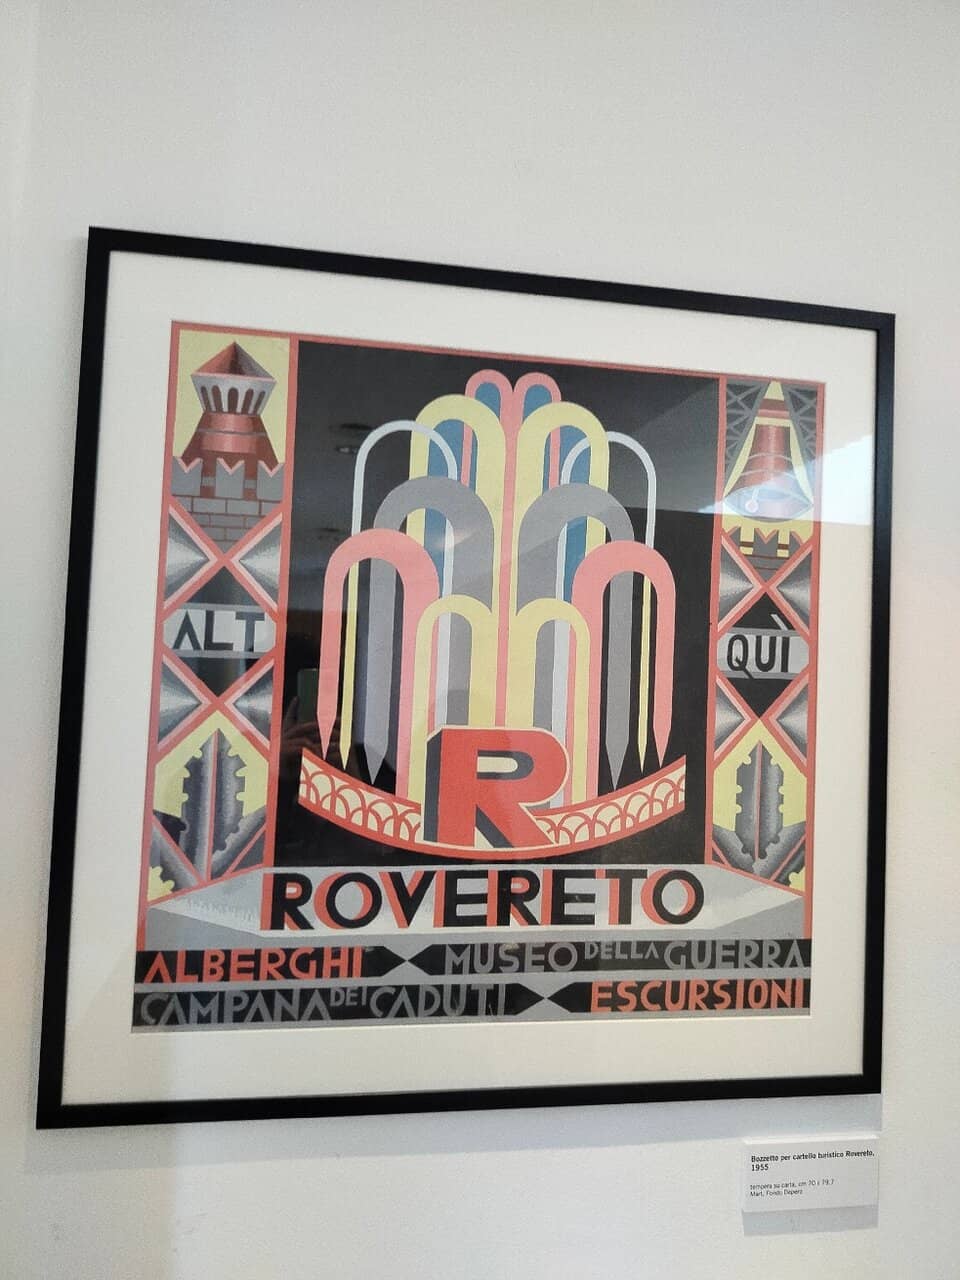 ALT
QUÌ
R
ROVERETO
ALBERGHI MUSEO DELLA GUERRA
CAMPANA DEI CADUTI ESCURSIONI
Bozzetto per cartello turistico Rovereto,
1955
tempera su carta, cm 70 x 79,7
Mart, Fondo Depero